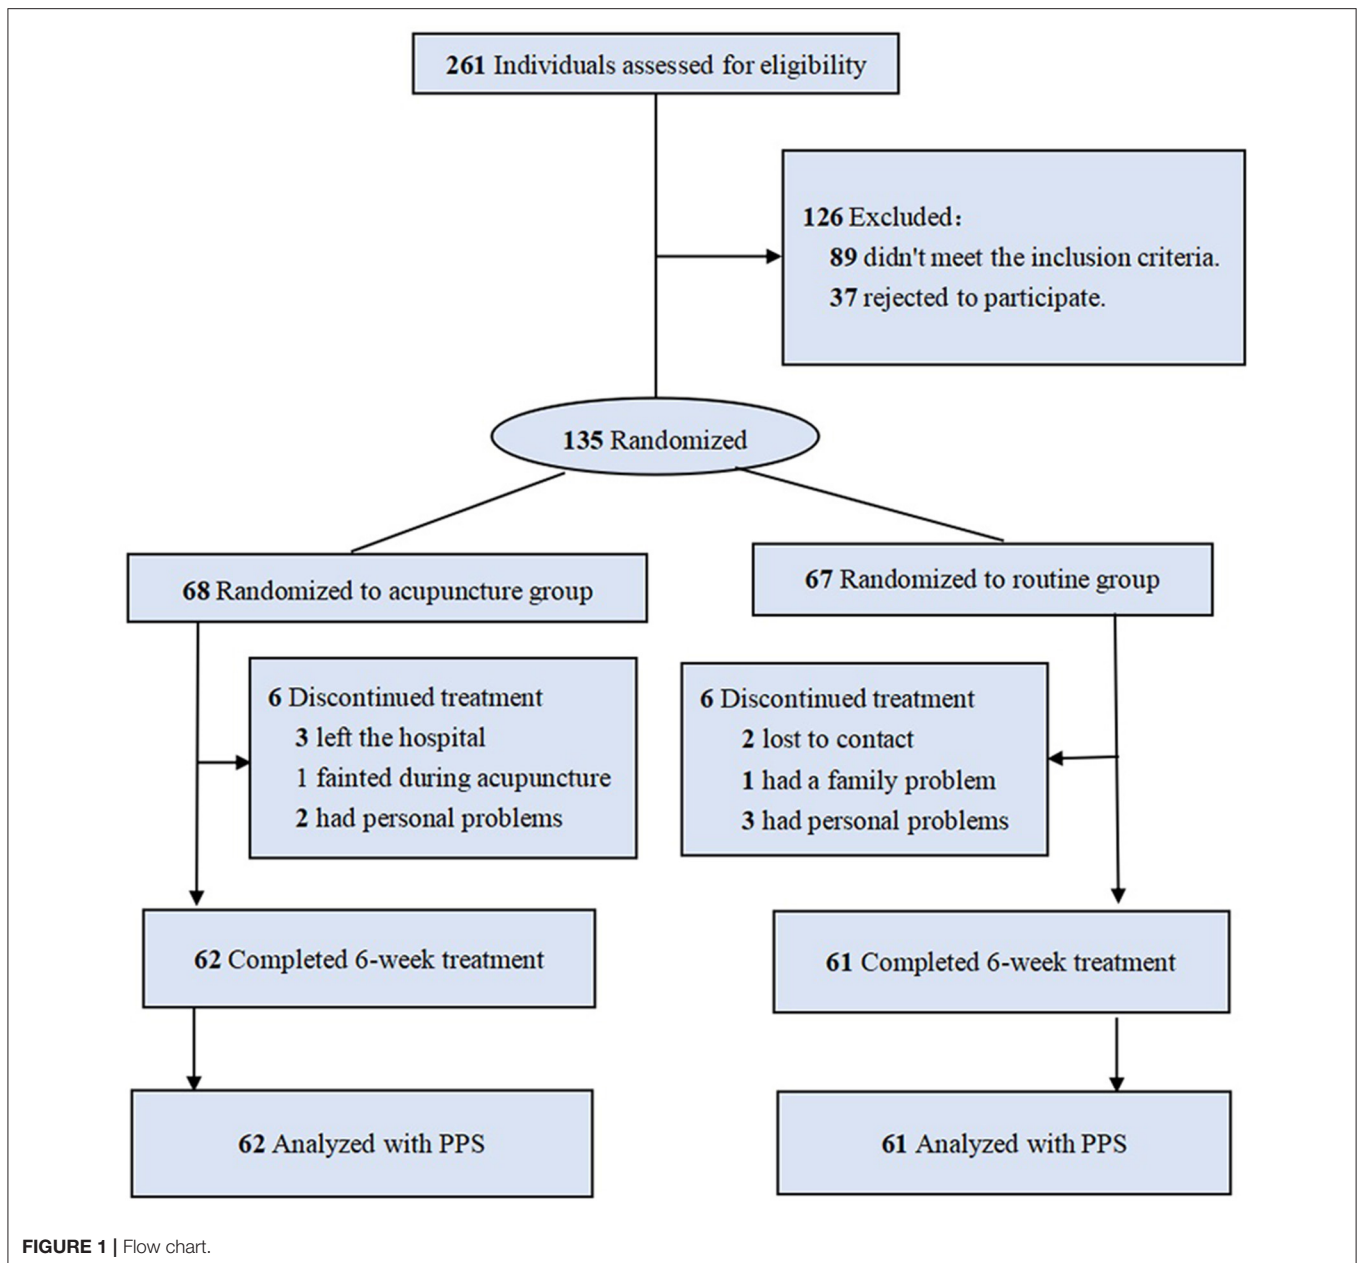 261 Individuals assessed for eligibility
126 Excluded：
89 didn't meet the inclusion criteria.
37 rejected to participate.
135 Randomized
68 Randomized to acupuncture group
67 Randomized to routine group
6 Discontinued treatment
3 left the hospital
1 fainted during acupuncture
2 had personal problems
6 Discontinued treatment
2 lost to contact
1 had a family problem
3 had personal problems
62 Completed 6-week treatment
61 Completed 6-week treatment
62 Analyzed with PPS
61 Analyzed with PPS
FIGURE 1 | Flow chart.